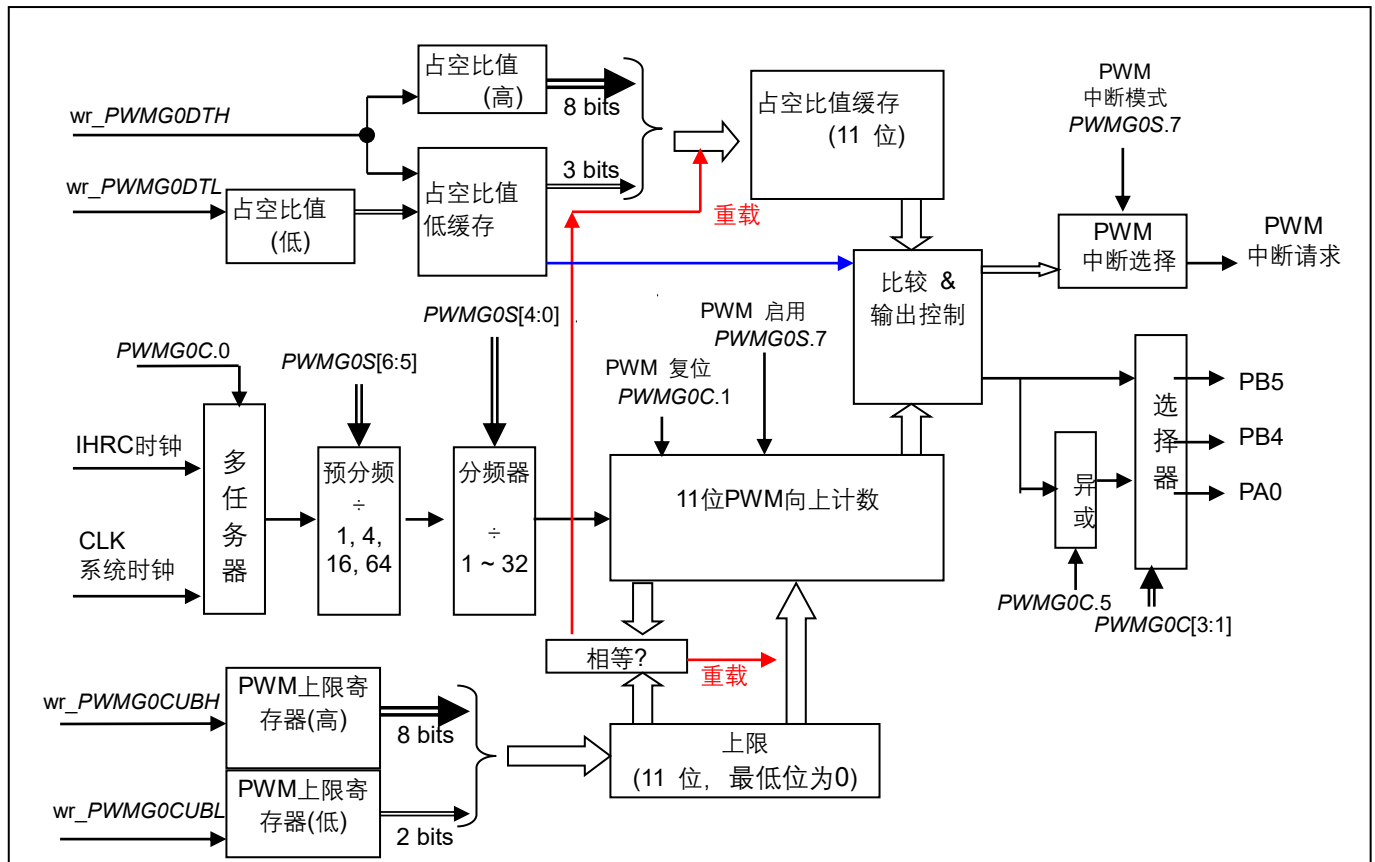 wr_PWMG0DTH
wr_PWMG0DTL
占空比值
(高)
8 bits
占空比值
(低)
占空比值
低缓存
3 bits
重载
占空比值缓存
(11 位)
PWM
中断模式
PWMG0S.7
PWM
中断选择
PWM
中断请求
比较 &
输出控制
PWMG0C.0
PWMG0S[6:5]
PWMG0S[4:0]
PWM 复位
PWMG0C.1
PWM 启用
PWMG0S.7
IHRC时钟
CLK
系统时钟
多
任
务
器
预分频
÷
1, 4,
16, 64
分频器
÷
1 ~ 32
11位PWM向上计数
异
或
选
择
器
PB5
PB4
PA0
PWMG0C.5
PWMG0C[3:1]
相等?
重载
wr_PWMG0CUBH
PWM上限寄
存器(高)
8 bits
wr_PWMG0CUBL
PWM上限寄
存器(低)
2 bits
上限
(11 位，最低位为0)